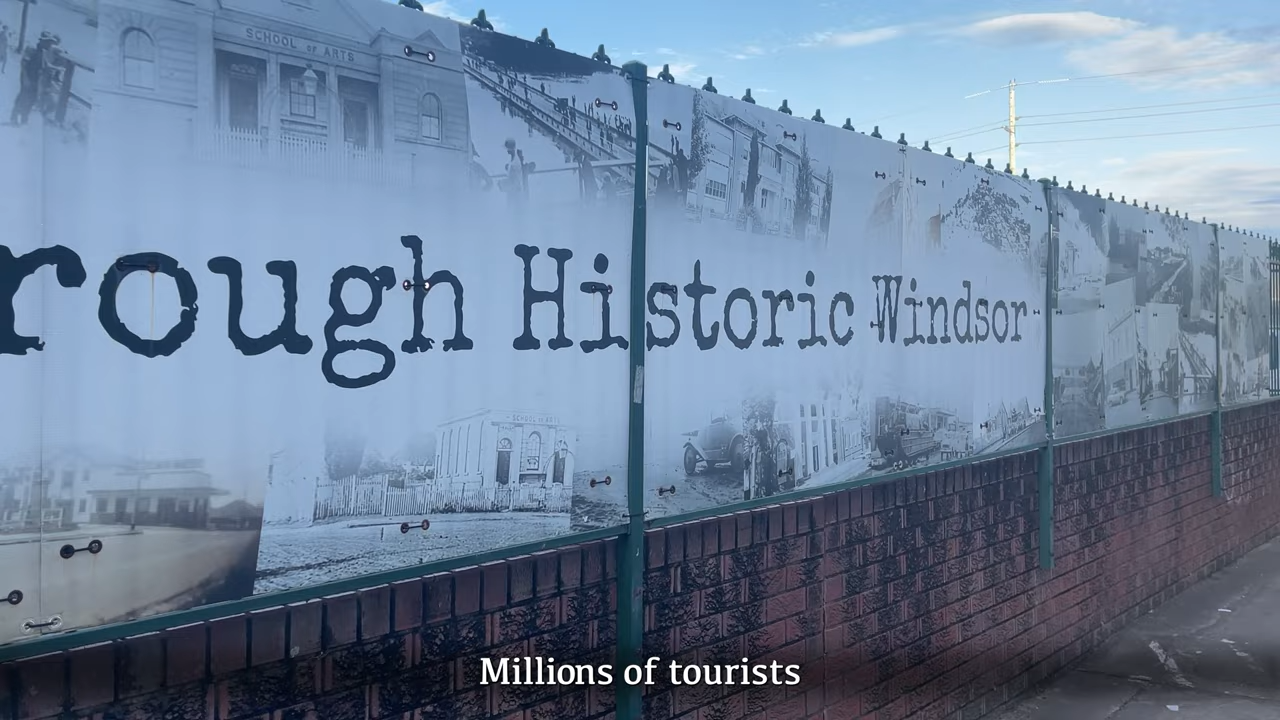 SCHOOL OF ARTS
rough Historic Windsor
SCHOOL OF ARTS
Millions of tourists